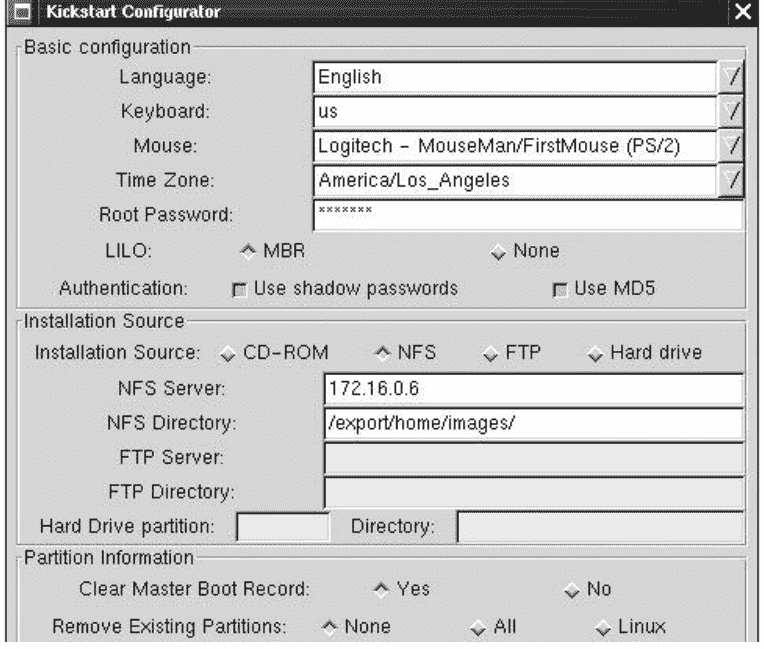 Kickstart Configurator
Basic configuration
Language: English
Keyboard: us
Mouse: Logitech - MouseMan/FirstMouse (PS/2)
Time Zone: America/Los_Angeles
Root Password: *******
LILO: MBR None
Authentication: Use shadow passwords Use MD5
Installation Source
Installation Source: CD-ROM NFS FTP Hard drive
NFS Server: 172.16.0.6
NFS Directory: /export/home/images/
FTP Server:
FTP Directory:
Hard Drive partition: Directory:
Partition Information
Clear Master Boot Record: Yes No
Remove Existing Partitions: None All Linux